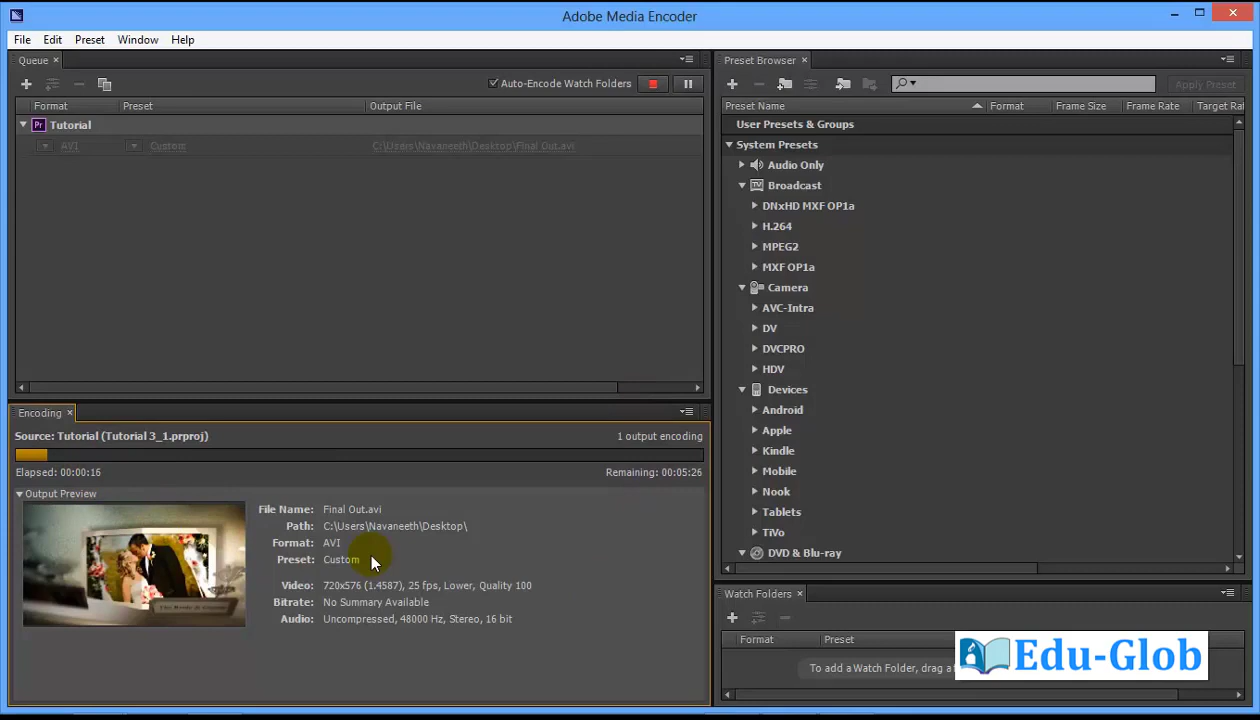 Adobe Media Encoder
File Edit Preset Window Help
Queue
Auto-Encode Watch Folders
Format Preset Output File
Pr Tutorial
AVI Custom C:\Users\Navaneeth\Desktop\Final Out.avi
Encoding
Source: Tutorial (Tutorial 3_1.prproj) 1 output encoding
Elapsed: 00:00:16 Remaining: 00:05:26
Output Preview
File Name: Final Out.avi
Path: C:\Users\Navaneeth\Desktop\
Format: AVI
Preset: Custom
Video: 720x576 (1.4587), 25 fps, Lower, Quality 100
Bitrate: No Summary Available
Audio: Uncompressed, 48000 Hz, Stereo, 16 bit
Preset Browser
Apply Preset
Preset Name Format Frame Size Frame Rate Target Rat
User Presets & Groups
System Presets
Audio Only
TV Broadcast
DNxHD MXF OP1a
H.264
MPEG2
MXF OP1a
Camera
AVC-Intra
DV
DVCPRO
HDV
Devices
Android
Apple
Kindle
Mobile
Nook
Tablets
TiVo
DVD & Blu-ray
Watch Folders
Format Preset
To add a Watch Folder, drag a f
Edu-Glob